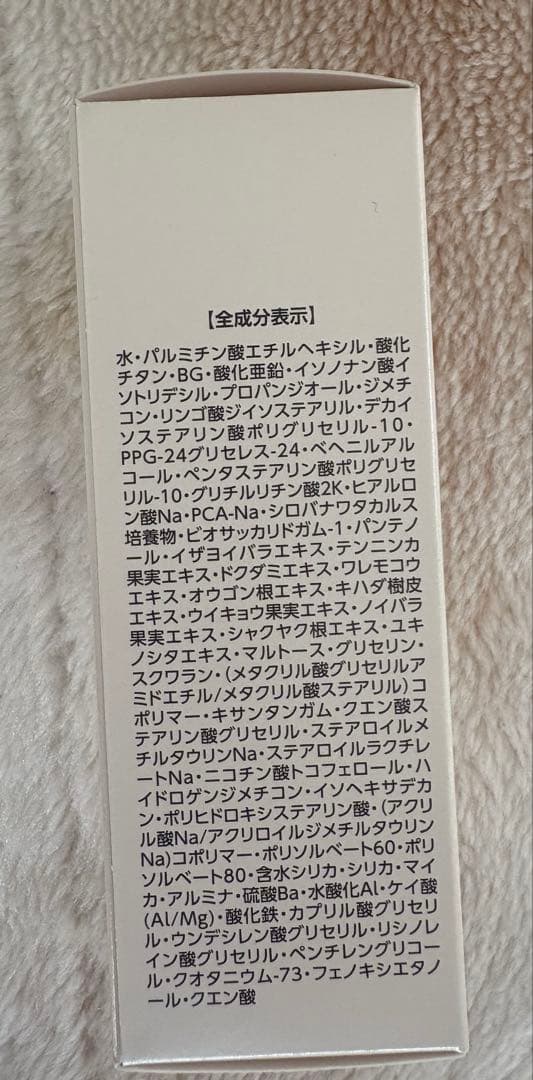 【全成分表示】
水・パルミチン酸エチルヘキシル・酸化
チタン・BG・酸化亜鉛・イソノナン酸イ
ソトリデシル・プロパンジオール・ジメチ
コン・リンゴ酸ジイソステアリル・デカイ
ソステアリン酸ポリグリセリル-10・
PPG-24グリセレス-24・ベヘニルアル
コール・ペンタステアリン酸ポリグリセ
リル-10・グリチルリチン酸2K・ヒアルロ
ン酸Na・PCA-Na・シロバナワタカルス
培養物・ビオサッカリドガム-1・パンテノ
ール・イザヨイバラエキス・テンニンカ
果実エキス・ドクダミエキス・ワレモコウ
エキス・オウゴン根エキス・キハダ樹皮
エキス・ウイキョウ果実エキス・ノイバラ
果実エキス・シャクヤク根エキス・ユキ
ノシタエキス・マルトース・グリセリン・
スクワラン・(メタクリル酸グリセリルア
ミドエチル/メタクリル酸ステアリル)コ
ポリマー・キサンタンガム・クエン酸ス
テアリン酸グリセリル・ステアロイルメ
チルタウリンNa・ステアロイルラクチレ
ートNa・ニコチン酸トコフェロール・ハ
イドロゲンジメチコン・イソヘキサデカ
ン・ポリヒドロキシステアリン酸・(アクリ
ル酸Na/アクリロイルジメチルタウリン
Na)コポリマー・ポリソルベート60・ポリ
ソルベート80・含水シリカ・シリカ・マイ
カ・アルミナ・硫酸Ba・水酸化Al・ケイ酸
(Al/Mg)・酸化鉄・カプリル酸グリセリ
ル・ウンデシレン酸グリセリル・リシノレ
イン酸グリセリル・ペンチレングリコー
ル・クオタニウム-73・フェノキシエタノ
ール・クエン酸